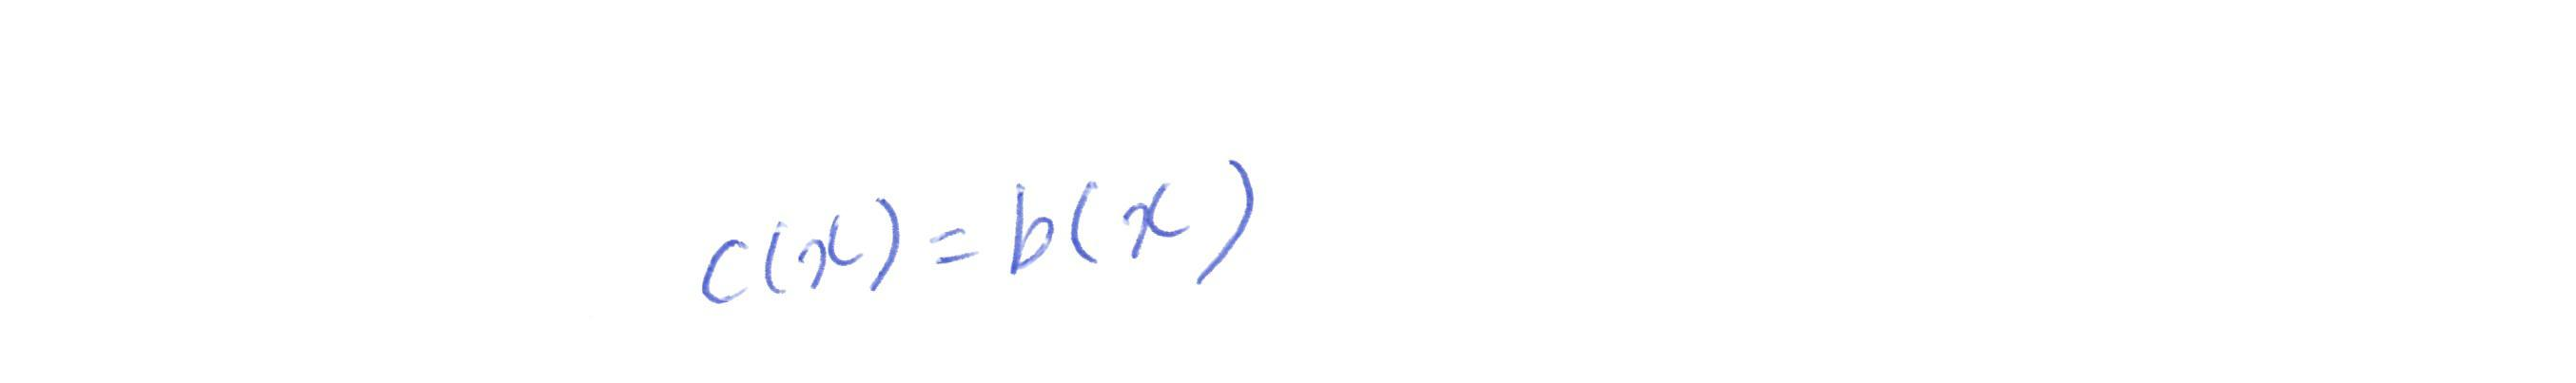 c(x) = b(x)